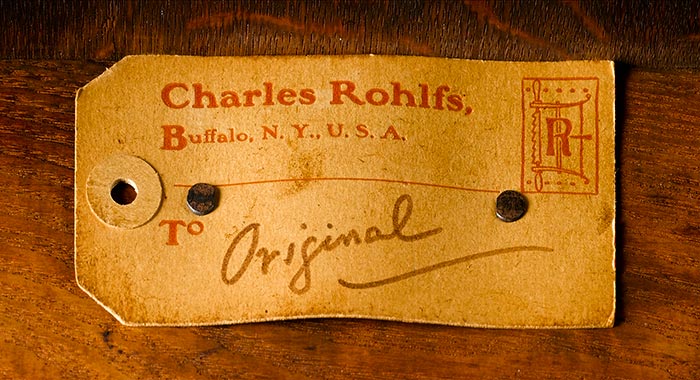 Charles Rohlfs,
Buffalo, N. Y., U. S. A.
R
To
Original